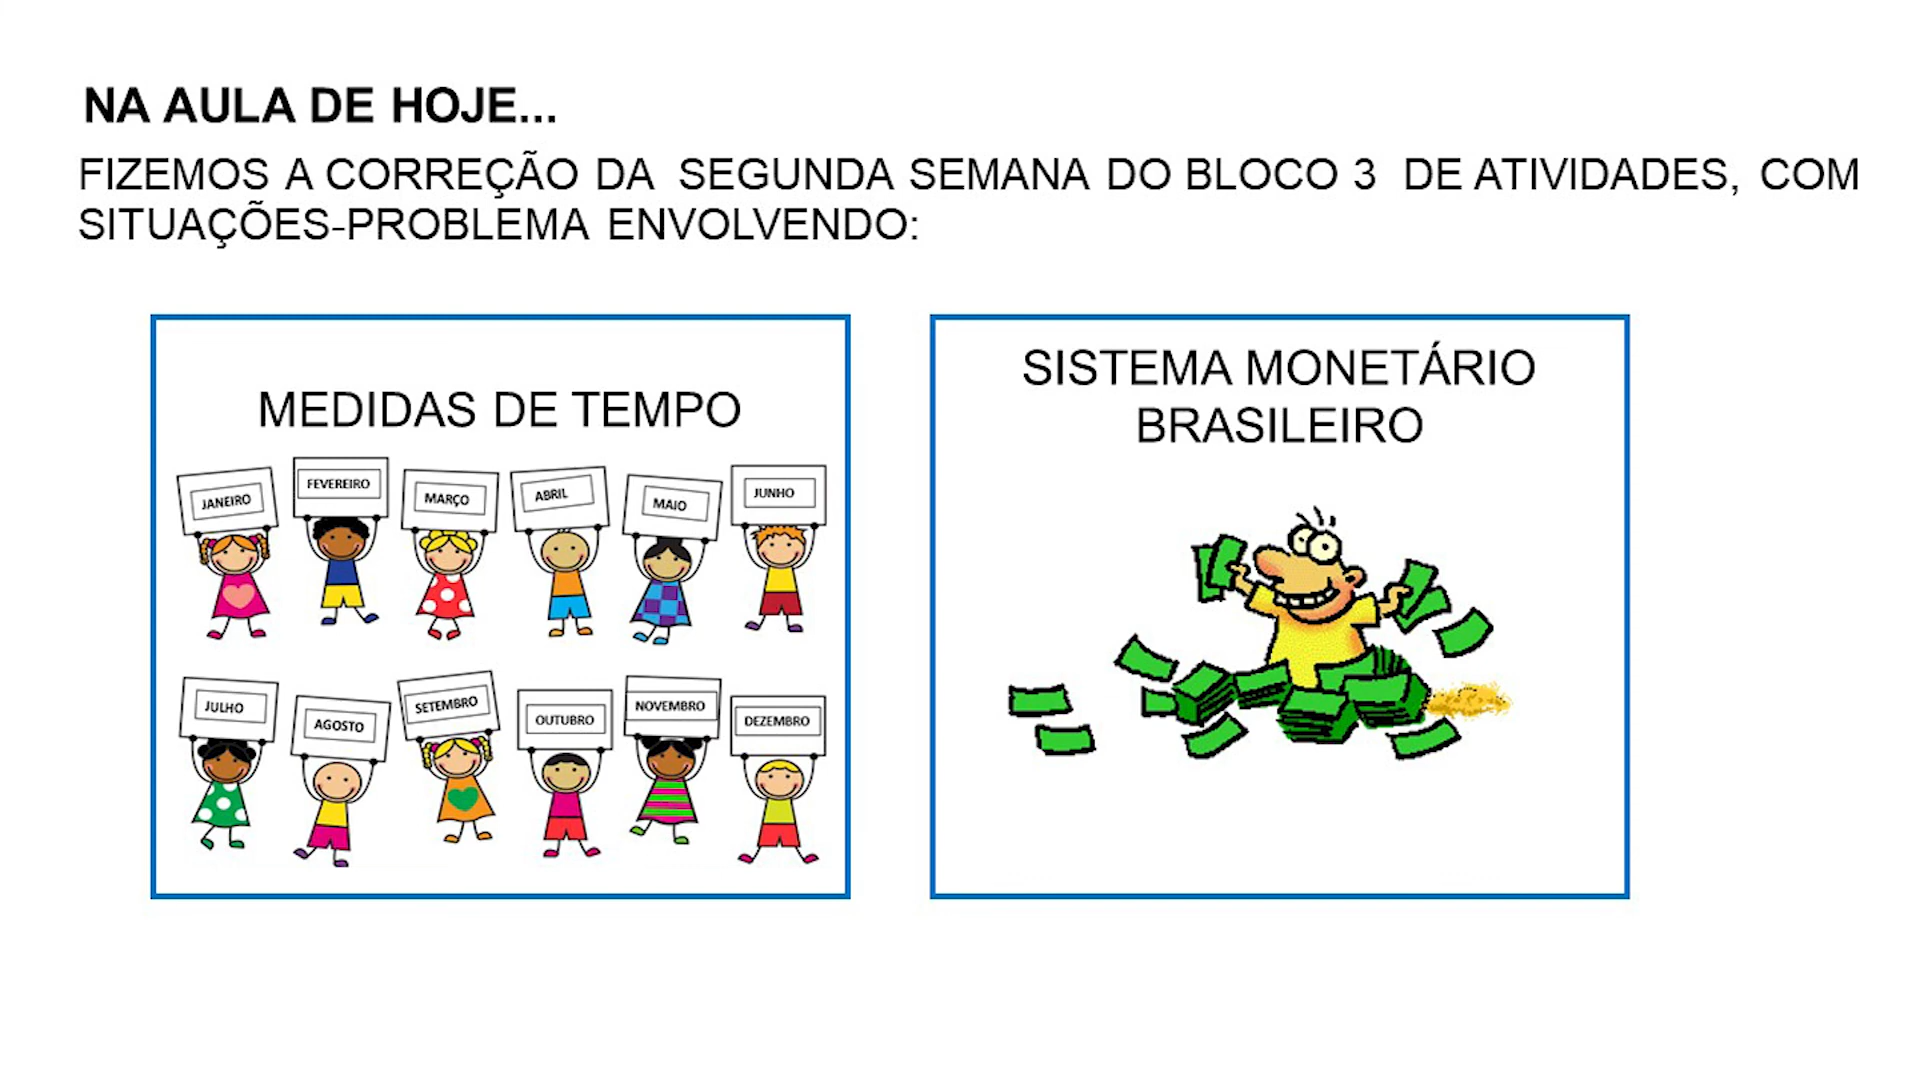 NA AULA DE HOJE...
FIZEMOS A CORREÇÃO DA SEGUNDA SEMANA DO BLOCO 3 DE ATIVIDADES, COM
SITUAÇÕES-PROBLEMA ENVOLVENDO:
MEDIDAS DE TEMPO
JANEIRO
FEVEREIRO
MARÇO
ABRIL
MAIO
JUNHO
JULHO
AGOSTO
SETEMBRO
OUTUBRO
NOVEMBRO
DEZEMBRO
SISTEMA MONETÁRIO
BRASILEIRO